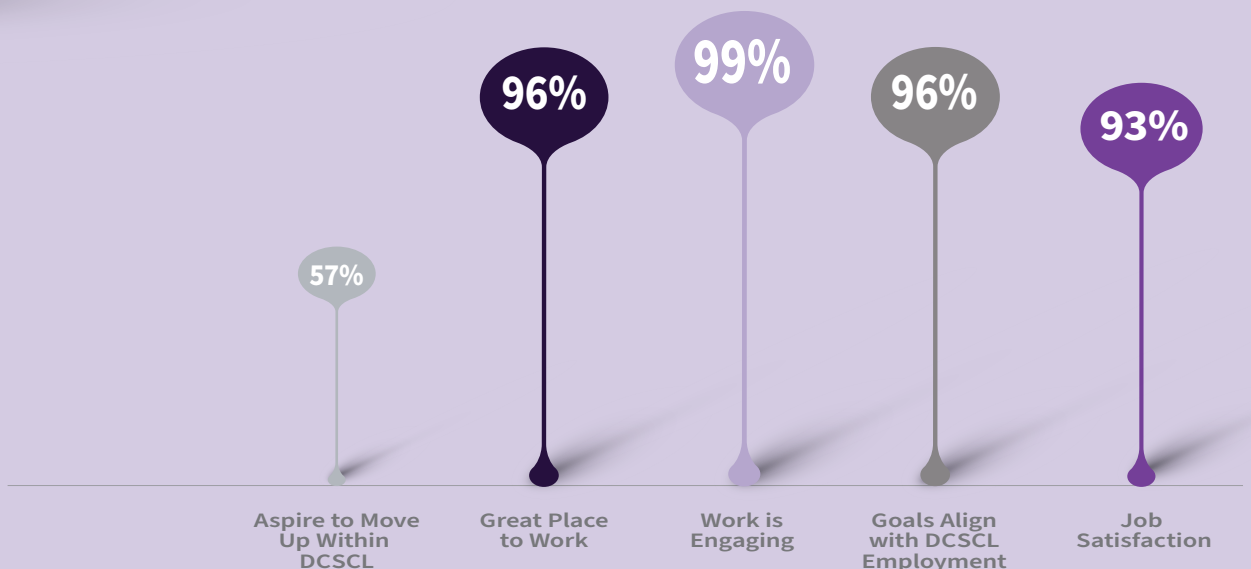 57%
96%
99%
96%
93%
Aspire to Move
Up Within
DCSCL
Great Place
to Work
Work is
Engaging
Goals Align
with DCSCL
Employment
Job
Satisfaction